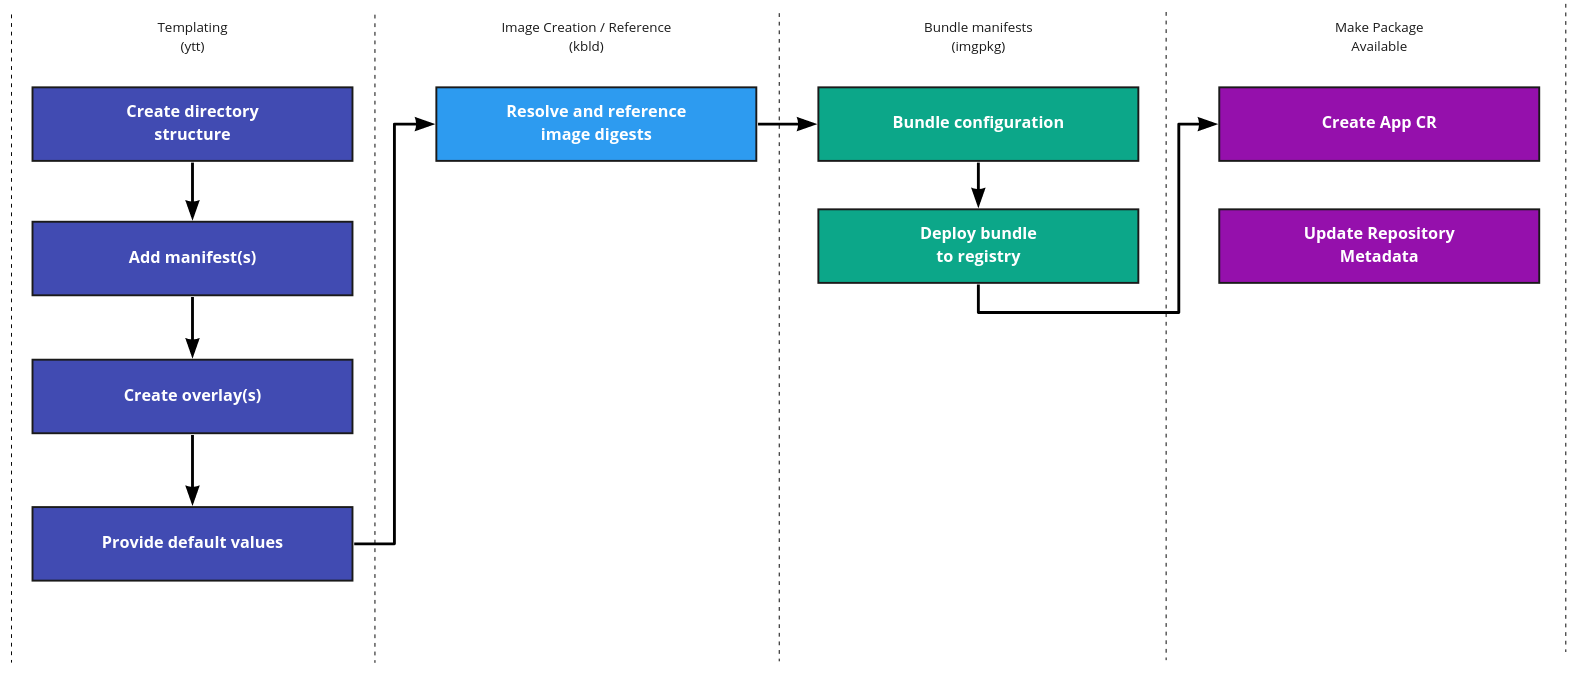 Templating
(ytt)
Create directory
structure
Add manifest(s)
Create overlay(s)
Provide default values
Image Creation / Reference
(kbld)
Resolve and reference
image digests
Bundle manifests
(imgpkg)
Bundle configuration
Deploy bundle
to registry
Make Package
Available
Create App CR
Update Repository
Metadata